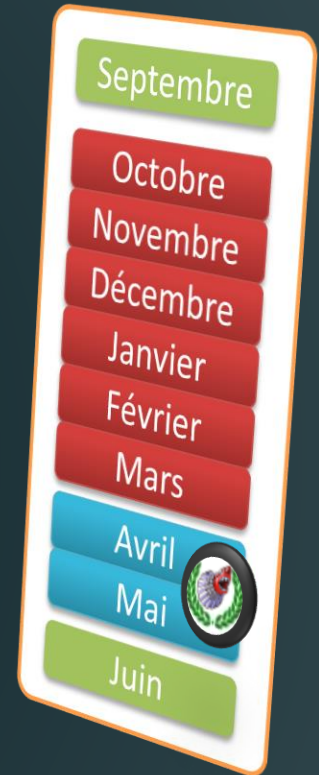 Septembre
Octobre
Novembre
Décembre
Janvier
Février
Mars
Avril
Mai
Juin